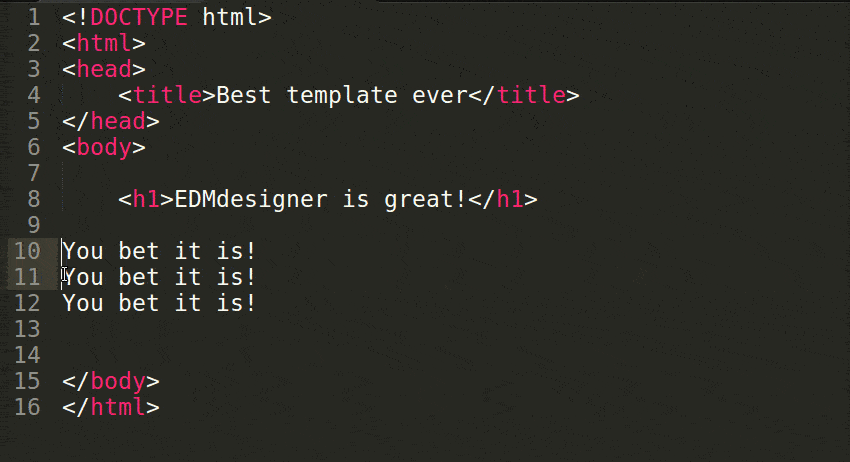 1 <!DOCTYPE html>
2 <html>
3 <head>
4     <title>Best template ever</title>
5 </head>
6 <body>
7
8     <h1>EDMdesigner is great!</h1>
9
10 You bet it is!
11 You bet it is!
12 You bet it is!
13
14
15 </body>
16 </html>